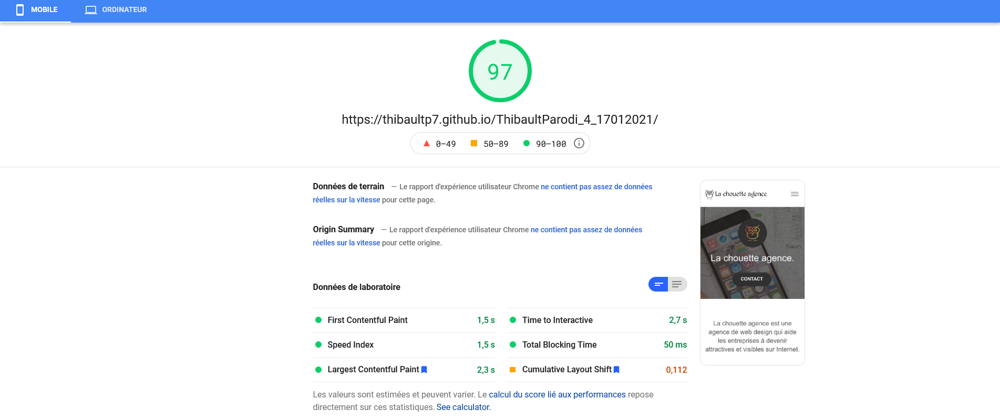 MOBILE
ORDINATEUR
97
https://thibaultp7.github.io/ThibaultParodi_4_17012021/
0–49 50–89 90–100
Données de terrain — Le rapport d'expérience utilisateur Chrome ne contient pas assez de données
réelles sur la vitesse pour cette page.
Origin Summary — Le rapport d'expérience utilisateur Chrome ne contient pas assez de données
réelles sur la vitesse pour cette origine.
Données de laboratoire
First Contentful Paint 1,5 s
Time to Interactive 2,7 s
Speed Index 1,5 s
Total Blocking Time 50 ms
Largest Contentful Paint 2,3 s
Cumulative Layout Shift 0,112
Les valeurs sont estimées et peuvent varier. Le calcul du score lié aux performances repose
directement sur ces statistiques. See calculator.
La chouette agence
SIGN
La chouette agence.
CONTACT
La chouette agence est une
agence de web design qui aide
les entreprises à devenir
attractives et visibles sur Internet.